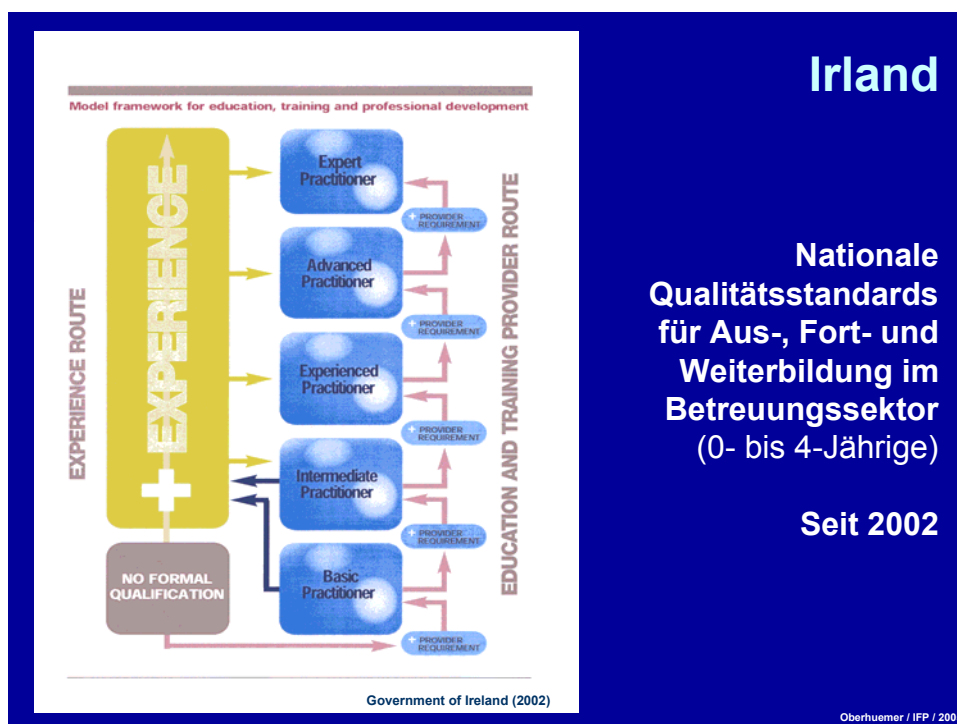 Irland
Model framework for education, training and professional development
EXPERIENCE ROUTE
EXPERIENCE
NO FORMAL
QUALIFICATION
Expert
Practitioner
+ PROVIDER
REQUIREMENT
Advanced
Practitioner
+ PROVIDER
REQUIREMENT
Experienced
Practitioner
+ PROVIDER
REQUIREMENT
Intermediate
Practitioner
+ PROVIDER
REQUIREMENT
Basic
Practitioner
+ PROVIDER
REQUIREMENT
EDUCATION AND TRAINING PROVIDER ROUTE
Government of Ireland (2002)
Nationale
Qualitätsstandards
für Aus-, Fort- und
Weiterbildung im
Betreuungssektor
(0- bis 4-Jährige)
Seit 2002
Oberhuemer / IFP / 200